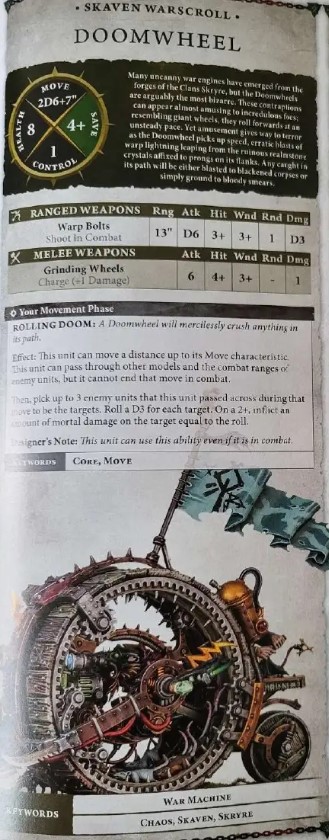 • SKAVEN WARSCROLL •
DOOMWHEEL
MOVE
2D6+7"
HEALTH
8
4+
SAVE
1
CONTROL
Many uncanny war engines have emerged from the
forges of the Clans Skryre, but the Doomwheels
are arguably the most bizarre. These contraptions
can appear almost amusing to incredulous foes;
resembling giant wheels, they roll forwards at an
unsteady pace. Yet amusement gives way to terror
as the Doomwheel picks up speed, erratic blasts of
warp lightning leaping from the ruinous realmstone
crystals affixed to prongs on its flanks. Any caught in
its path will be either blasted to blackened corpses or
simply ground to bloody smears.
RANGED WEAPONS Rng Atk Hit Wnd Rnd Dmg
Warp Bolts 13" D6 3+ 3+ 1 D3
Shoot in Combat
MELEE WEAPONS Atk Hit Wnd Rnd Dmg
Grinding Wheels 6 4+ 3+ - 1
Charge (+1 Damage)
Your Movement Phase
ROLLING DOOM: A Doomwheel will mercilessly crush anything in
its path.
Effect: This unit can move a distance up to its Move characteristic.
This unit can pass through other models and the combat ranges of
enemy units, but it cannot end that move in combat.
Then, pick up to 3 enemy units that this unit passed across during that
move to be the targets. Roll a D3 for each target. On a 2+, inflict an
amount of mortal damage on the target equal to the roll.
Designer's Note: This unit can use this ability even if it is in combat.
KEYWORDS CORE, MOVE
KEYWORDS
WAR MACHINE
CHAOS, SKAVEN, SKRYRE